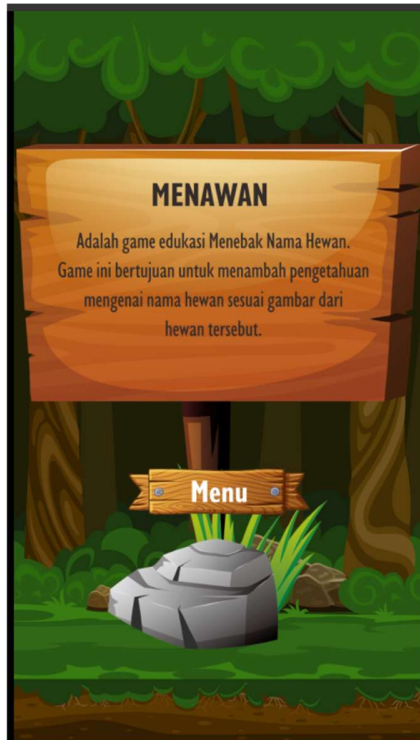 MENAWAN
Adalah game edukasi Menebak Nama Hewan.
Game ini bertujuan untuk menambah pengetahuan
mengenai nama hewan sesuai gambar dari
hewan tersebut.
Menu